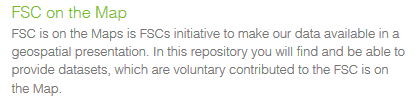 FSC on the Map
FSC is on the Maps is FSCs initiative to make our data available in a
geospatial presentation. In this repository you will find and be able to
provide datasets, which are voluntary contributed to the FSC is on
the Map.